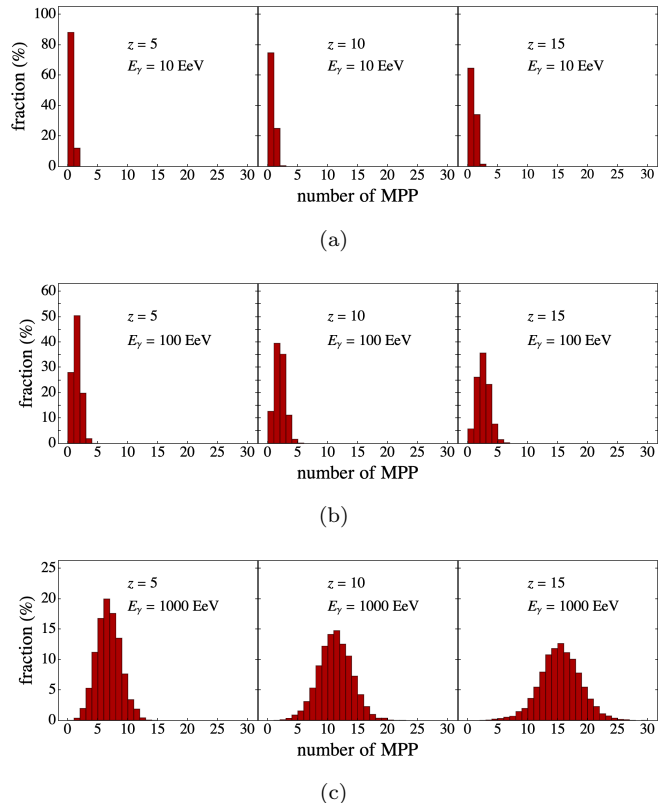 100
80
60
40
20
0
fraction (%)
z = 5
Eγ = 10 EeV
z = 10
Eγ = 10 EeV
z = 15
Eγ = 10 EeV
0 5 10 15 20 25 30 0 5 10 15 20 25 30 0 5 10 15 20 25 30
number of MPP
(a)
60
50
40
30
20
10
0
fraction (%)
z = 5
Eγ = 100 EeV
z = 10
Eγ = 100 EeV
z = 15
Eγ = 100 EeV
0 5 10 15 20 25 30 0 5 10 15 20 25 30 0 5 10 15 20 25 30
number of MPP
(b)
25
20
15
10
5
0
fraction (%)
z = 5
Eγ = 1000 EeV
z = 10
Eγ = 1000 EeV
z = 15
Eγ = 1000 EeV
0 5 10 15 20 25 30 0 5 10 15 20 25 30 0 5 10 15 20 25 30
number of MPP
(c)